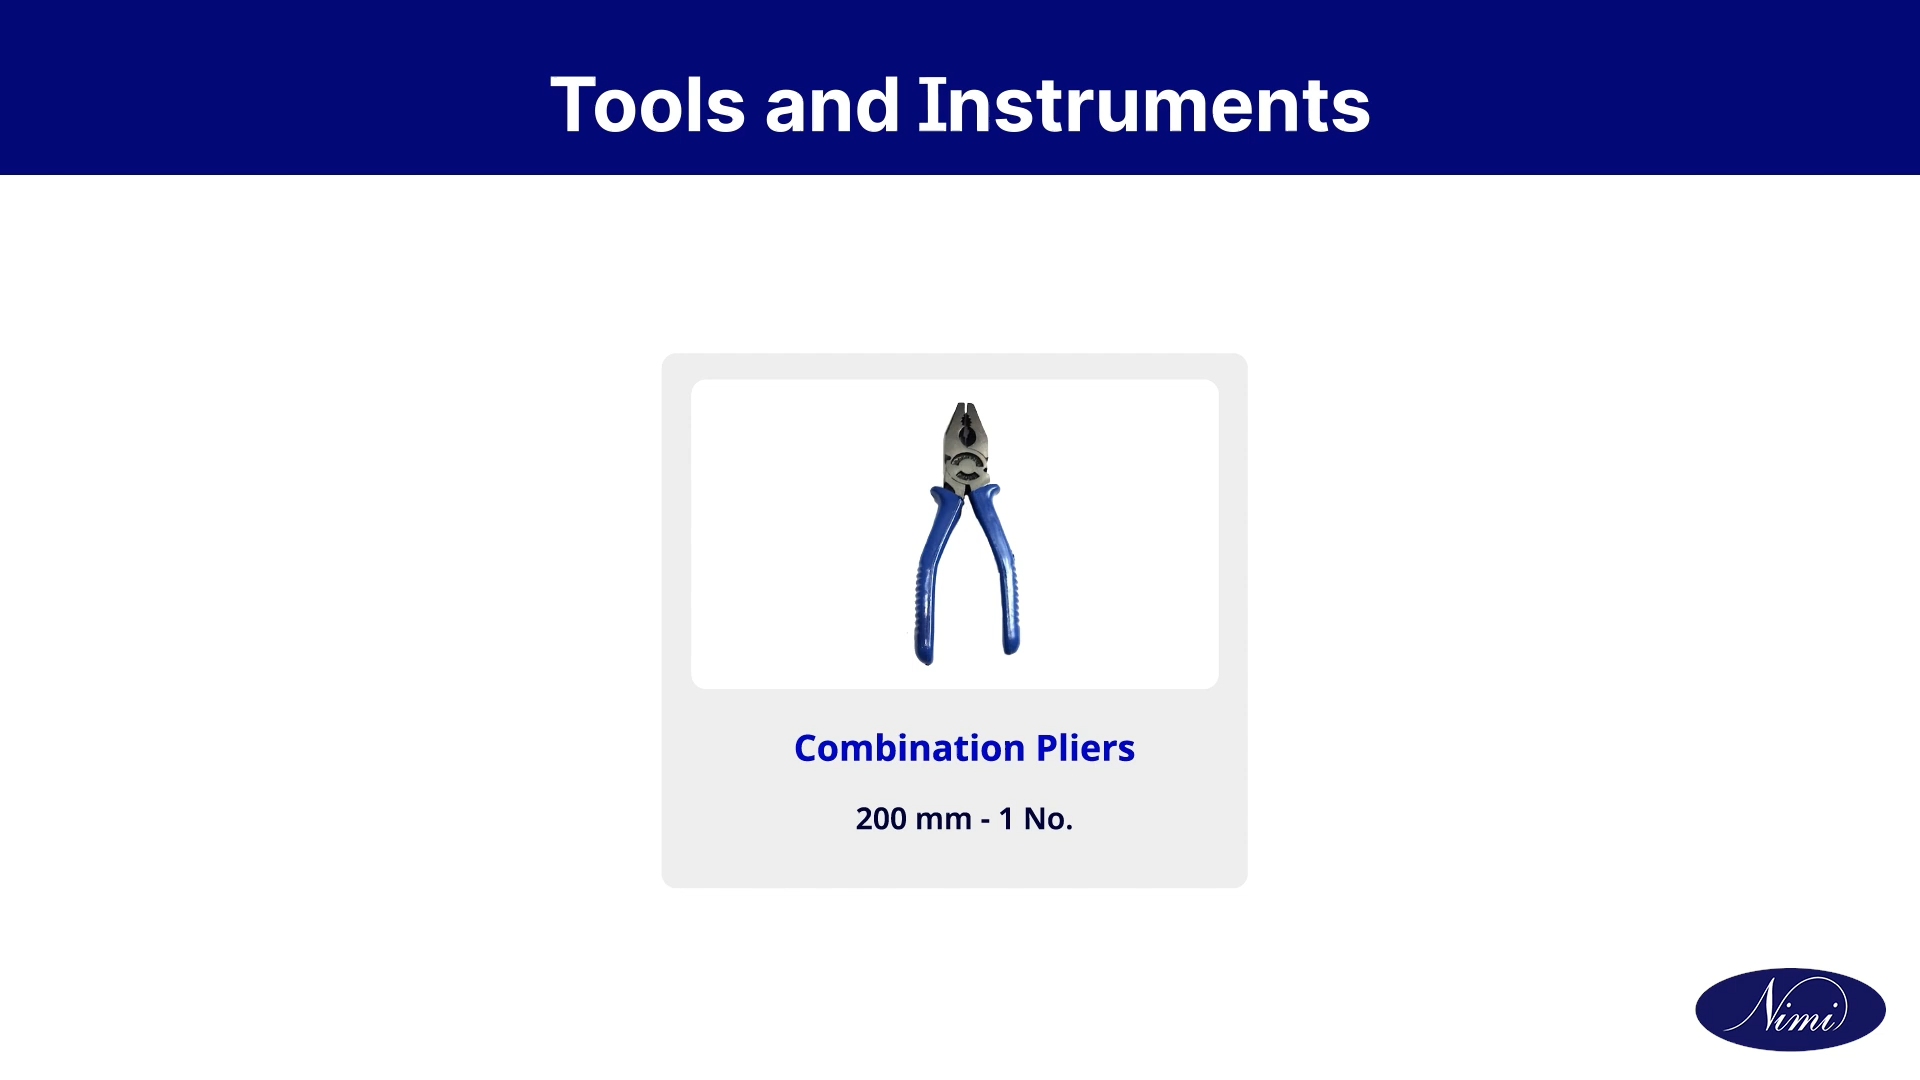 Tools and Instruments
Combination Pliers
200 mm - 1 No.
Nimi